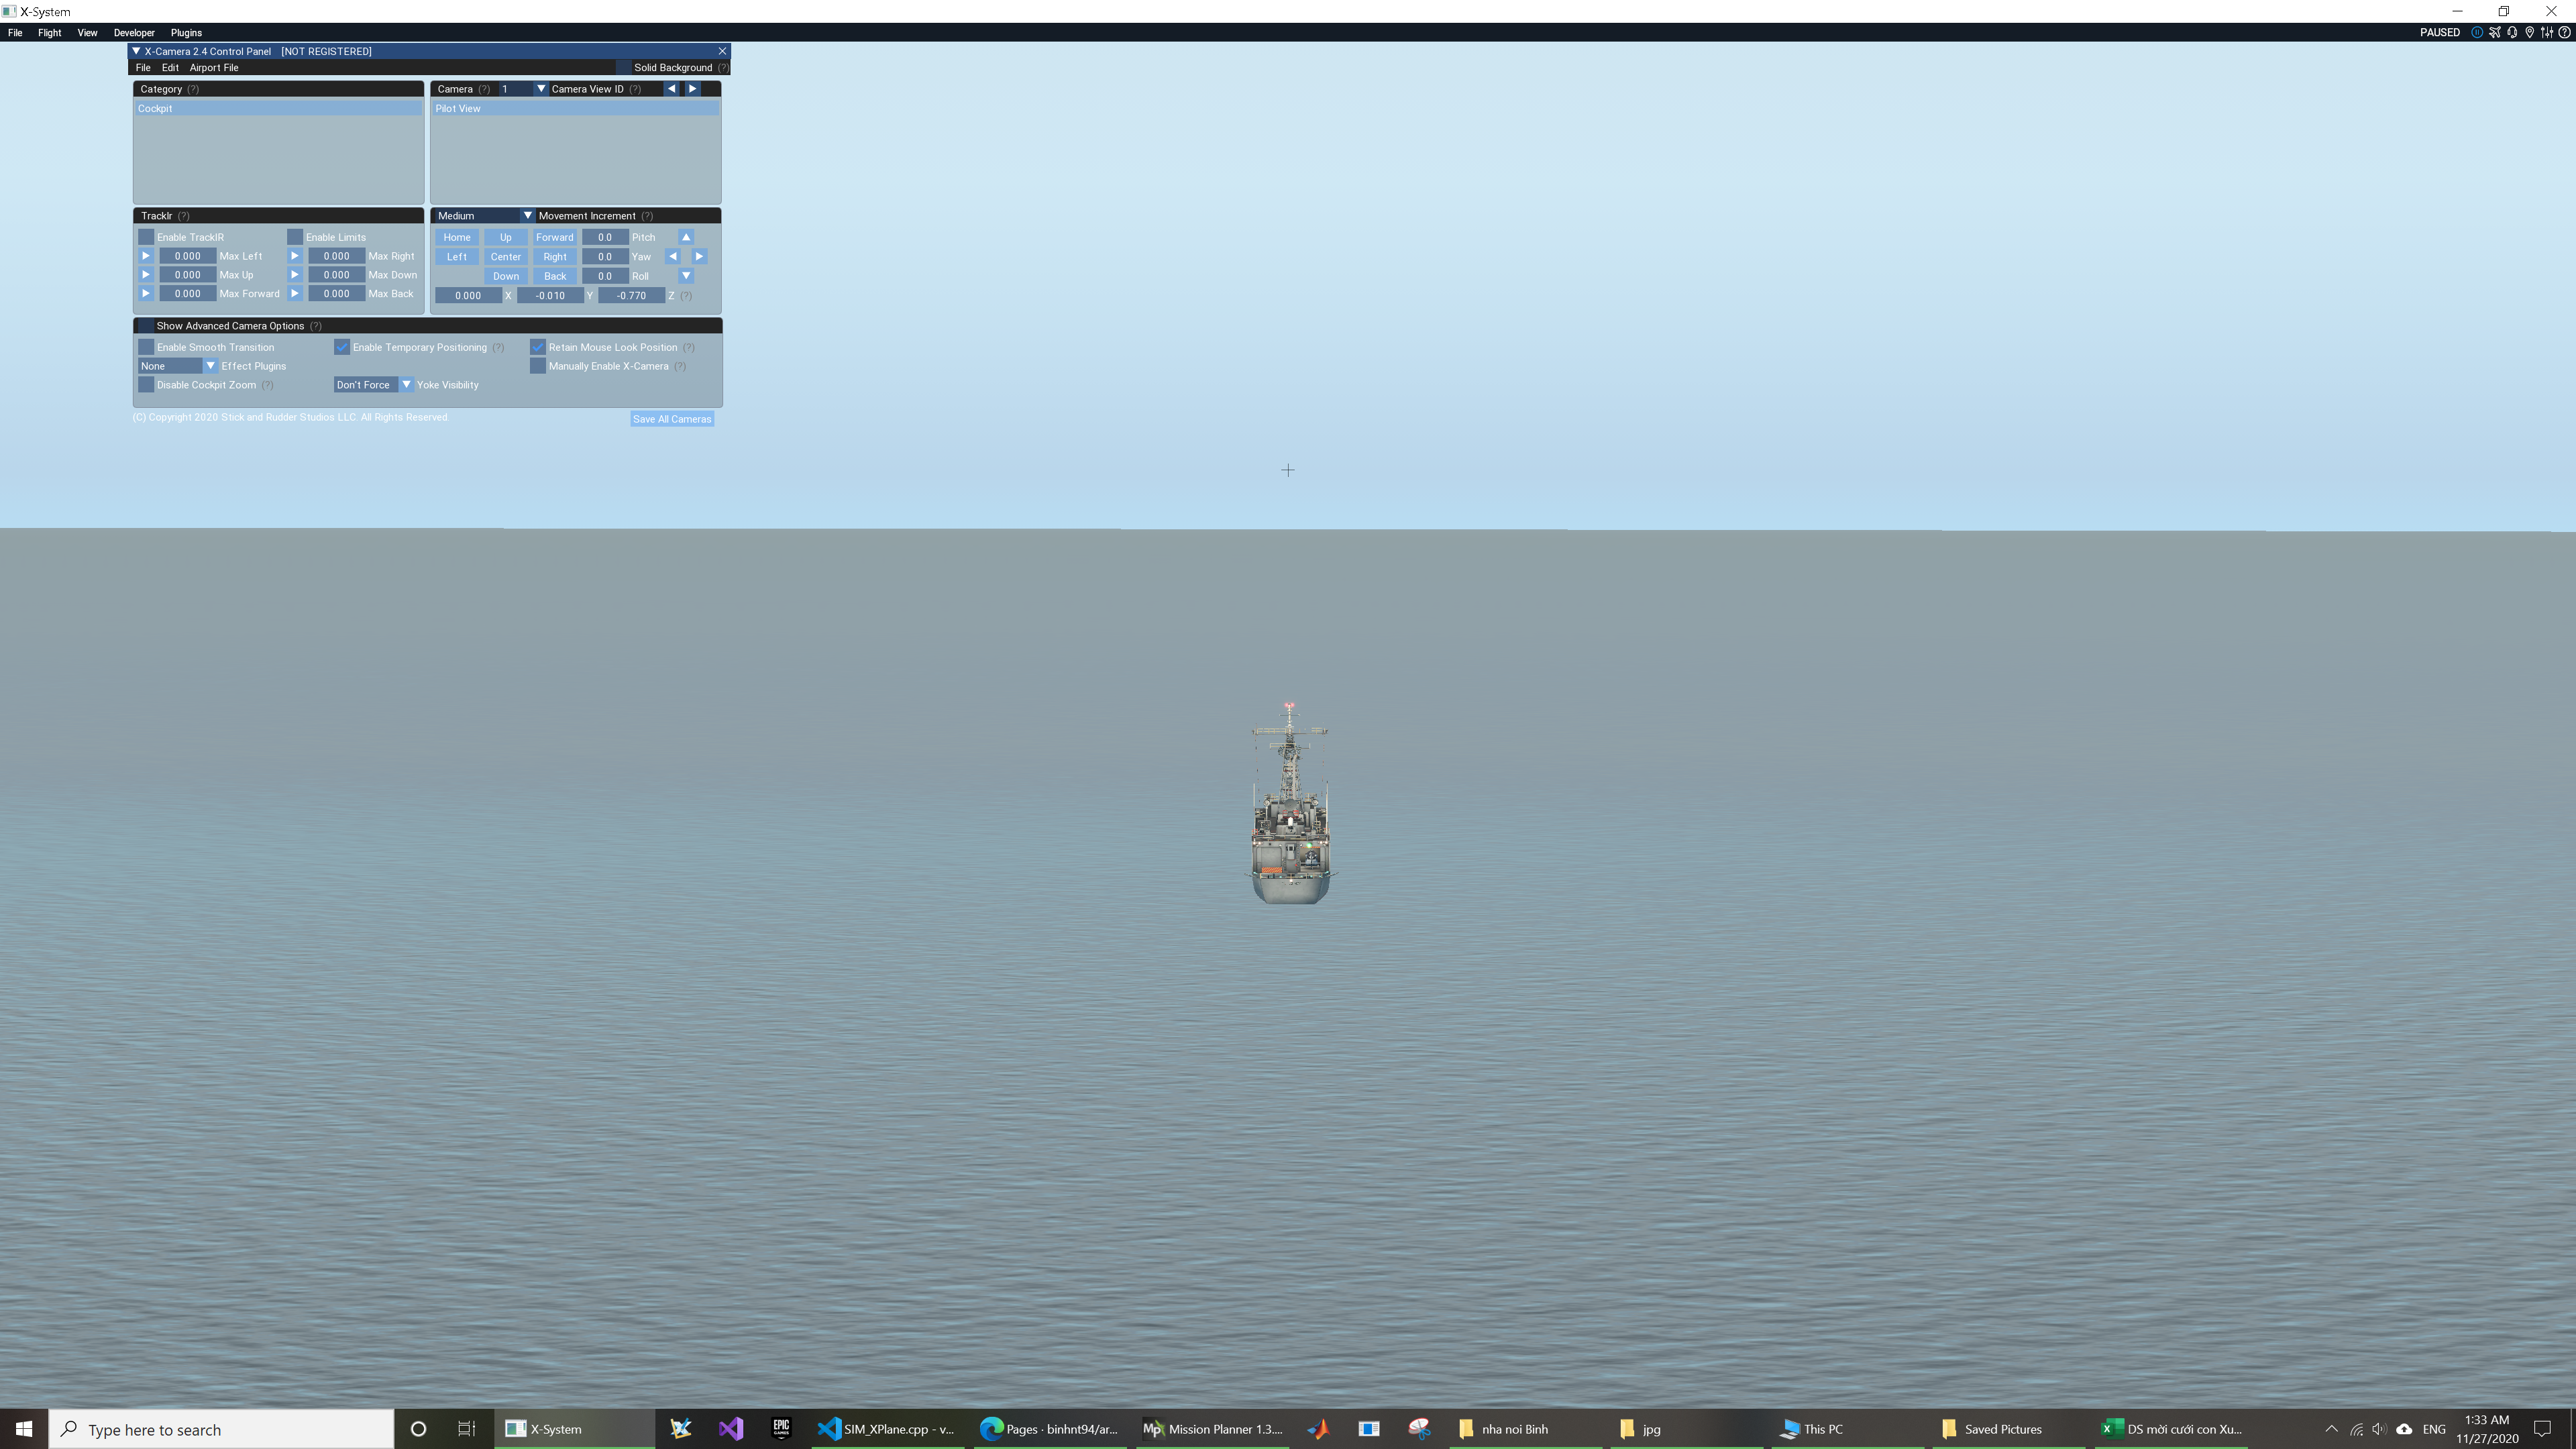 X-System
File Flight View Developer Plugins PAUSED
X-Camera 2.4 Control Panel [NOT REGISTERED]
File Edit Airport File Solid Background (?)
Category (?)
Cockpit
Camera (?) 1 Camera View ID (?)
Pilot View
TrackIr (?)
Enable TrackIR Enable Limits
0.000 Max Left 0.000 Max Right
0.000 Max Up 0.000 Max Down
0.000 Max Forward 0.000 Max Back
Medium Movement Increment (?)
Home Up Forward 0.0 Pitch
Left Center Right 0.0 Yaw
Down Back 0.0 Roll
0.000 X -0.010 Y -0.770 Z (?)
Show Advanced Camera Options (?)
Enable Smooth Transition Enable Temporary Positioning (?) Retain Mouse Look Position (?)
None Effect Plugins Manually Enable X-Camera (?)
Disable Cockpit Zoom (?) Don't Force Yoke Visibility
(C) Copyright 2020 Stick and Rudder Studios LLC. All Rights Reserved. Save All Cameras
Type here to search X-System EPIC GAMES SIM_XPlane.cpp - v... Pages · binhnt94/ar... Mission Planner 1.3.... nha noi Binh jpg This PC Saved Pictures DS mời cưới con Xu... ENG
1:33 AM
11/27/2020